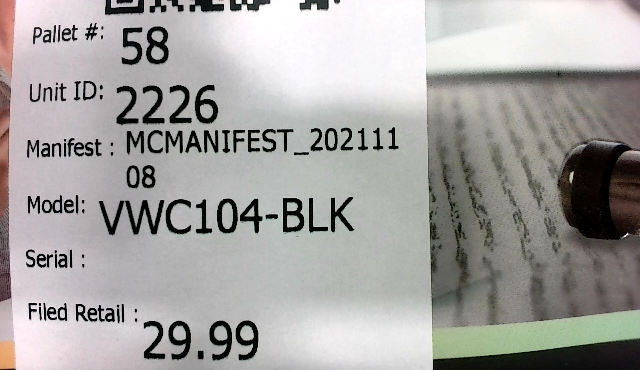 Pallet #: 58
Unit ID: 2226
Manifest : MCMANIFEST_202111
08
Model: VWC104-BLK
Serial :
Filed Retail : 29.99